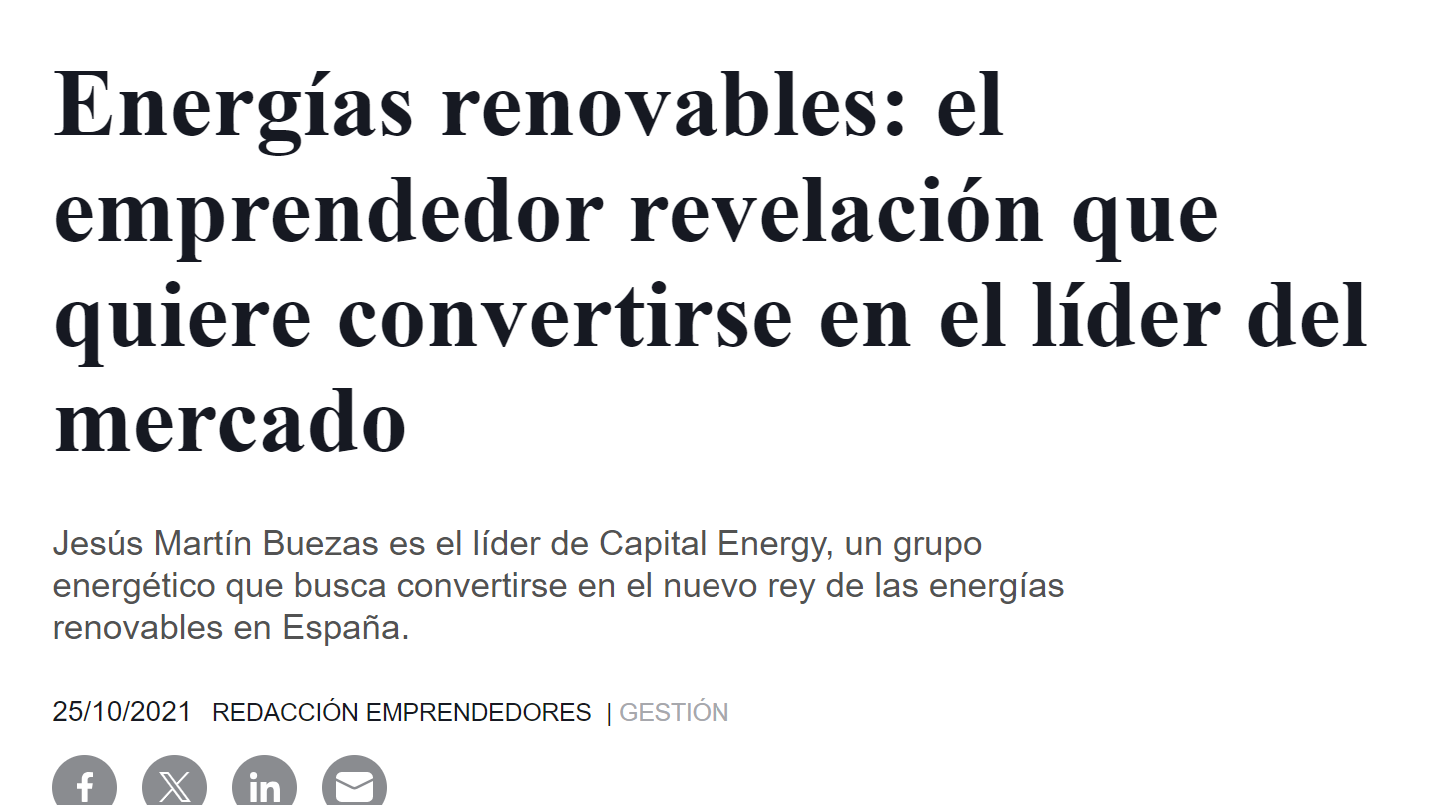 Energías renovables: el
emprendedor revelación que
quiere convertirse en el líder del
mercado
Jesús Martín Buezas es el líder de Capital Energy, un grupo
energético que busca convertirse en el nuevo rey de las energías
renovables en España.
25/10/2021 REDACCIÓN EMPRENDEDORES | GESTIÓN